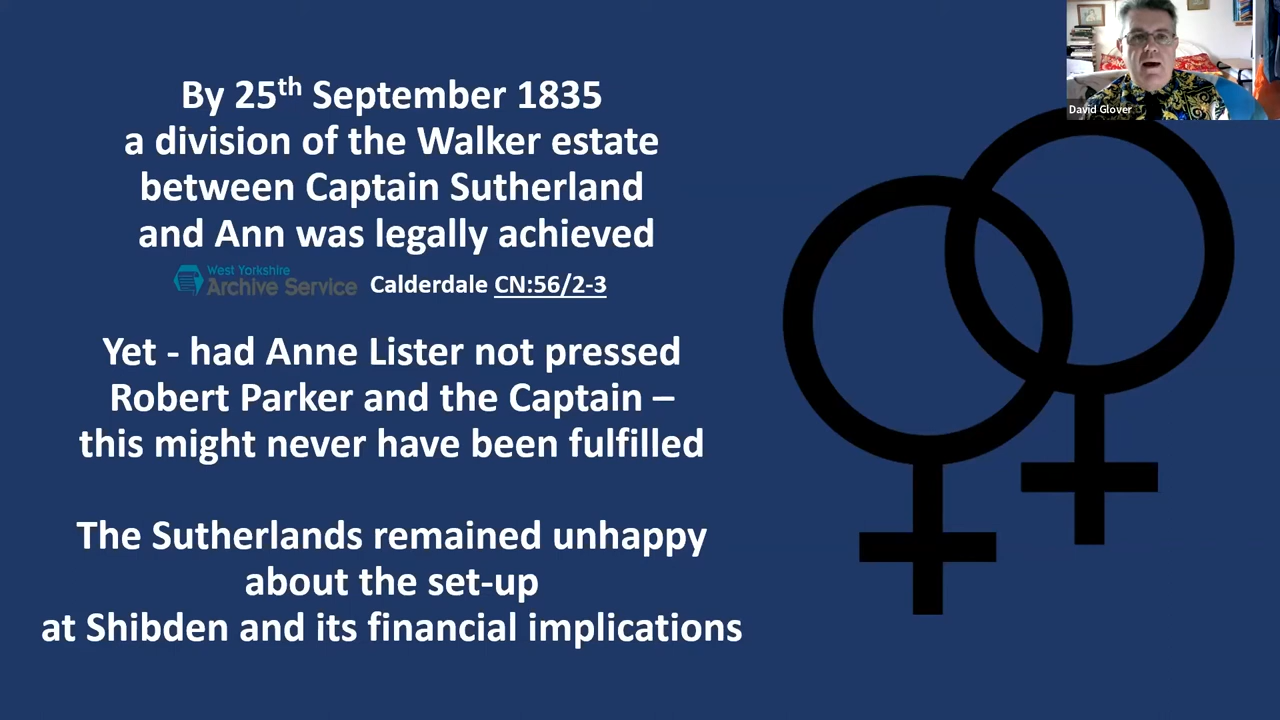 By 25th September 1835
a division of the Walker estate
between Captain Sutherland
and Ann was legally achieved
West Yorkshire
Archive Service
Calderdale CN:56/2-3
Yet - had Anne Lister not pressed
Robert Parker and the Captain –
this might never have been fulfilled
The Sutherlands remained unhappy
about the set-up
at Shibden and its financial implications
David Glover